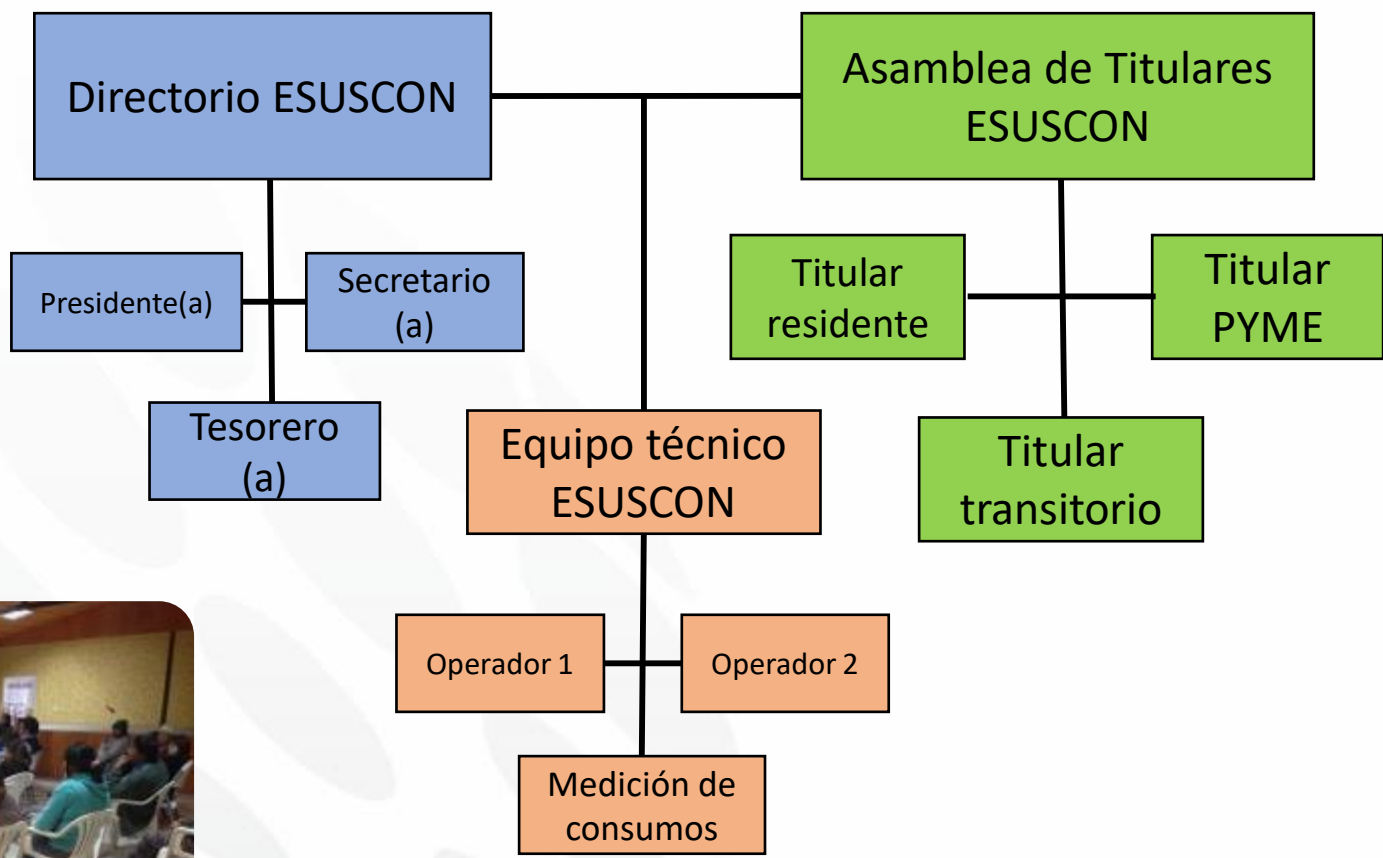 Directorio ESUSCON
Asamblea de Titulares
ESUSCON
Presidente(a)
Secretario
(a)
Tesorero
(a)
Titular
residente
Titular
PYME
Titular
transitorio
Equipo técnico
ESUSCON
Operador 1
Operador 2
Medición de
consumos